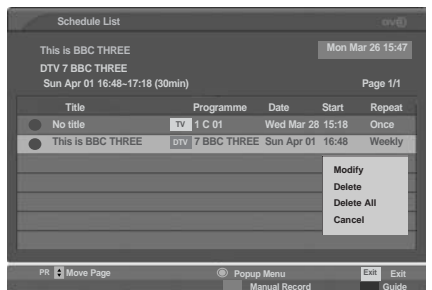 Schedule List
This is BBC THREE
Mon Mar 26 15:47
DTV 7 BBC THREE
Sun Apr 01 16:48~17:18 (30min)
Page 1/1
Title Programme Date Start Repeat
No title TV 1 C 01 Wed Mar 28 15:18 Once
This is BBC THREE DTV 7 BBC THREE Sun Apr 01 16:48 Weekly
Modify
Delete
Delete All
Cancel
PR Move Page Popup Menu Exit Exit
Manual Record Guide